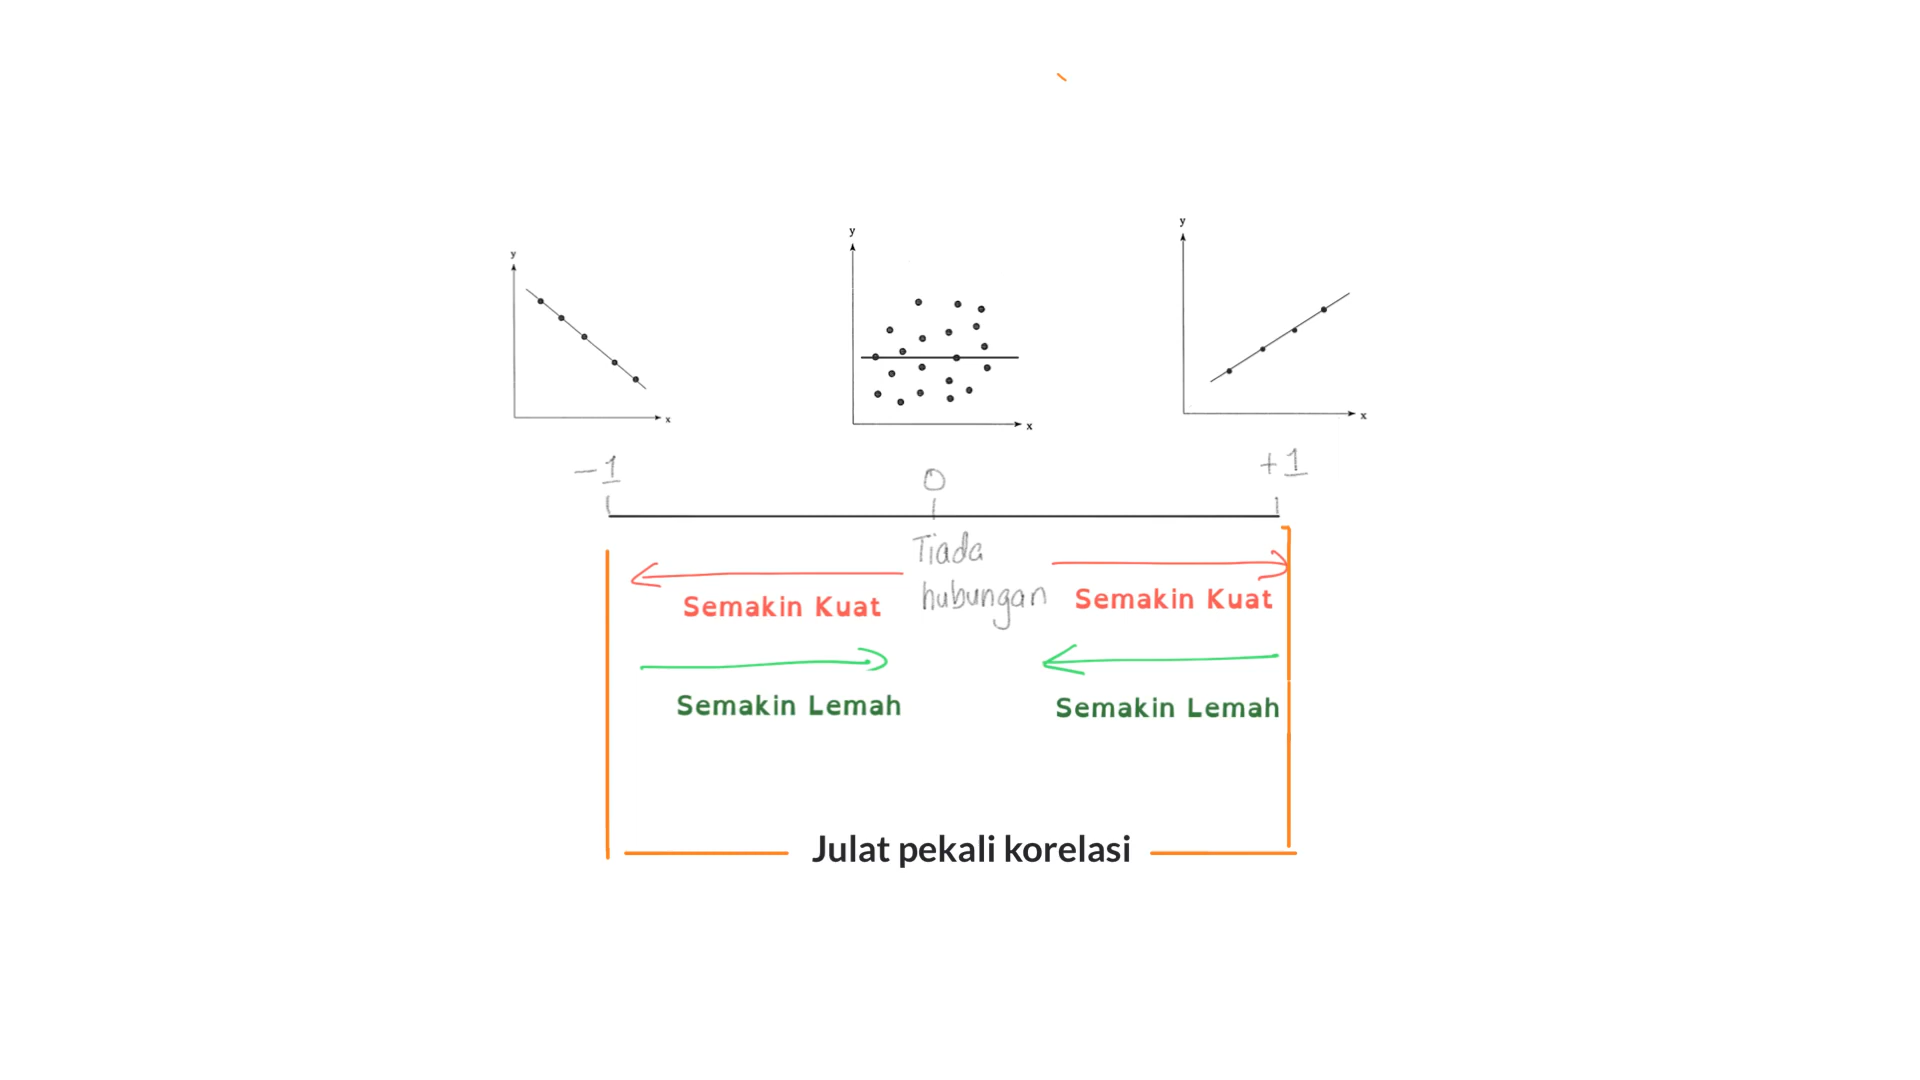 y
y
y
x
x
x
-1
0
+1
Tiada
hubungan
Semakin Kuat
Semakin Kuat
Semakin Lemah
Semakin Lemah
Julat pekali korelasi